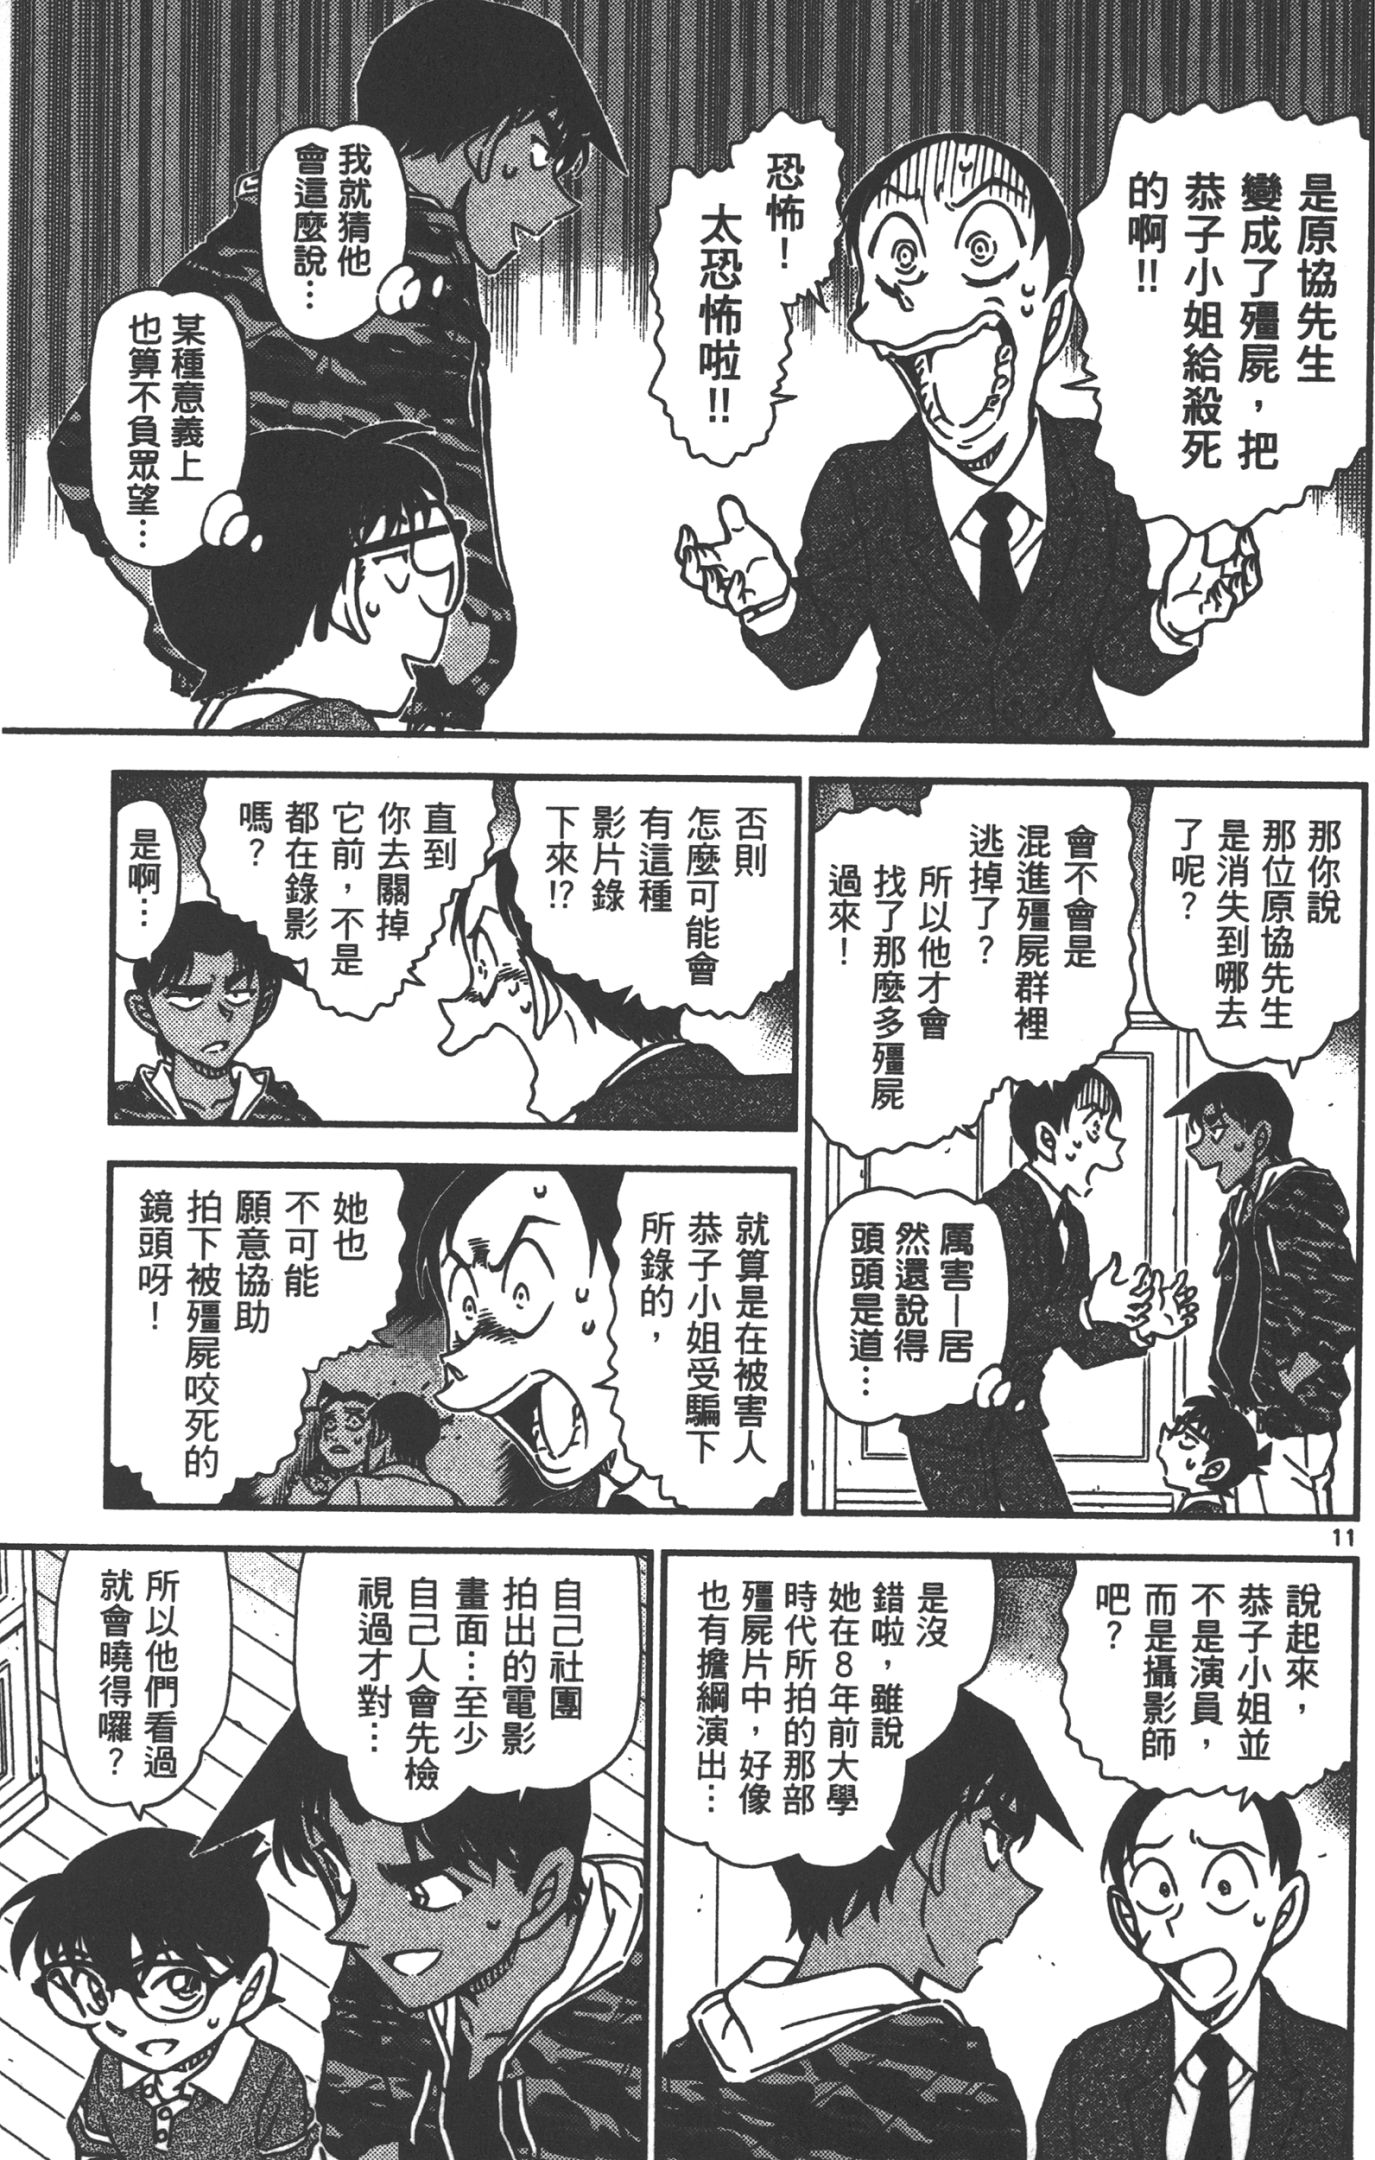 是原協先生
變成了殭屍，把
恭子小姐給殺死
的啊!!
恐怖！
太恐怖啦!!
我就猜他
會這麼說…
某種意義上
也算不負眾望…
那你說
那位原協先生
是消失到哪去
了呢？
會不會是
混進殭屍群裡
逃掉了？
所以他才會
找了那麼多殭屍
過來！
厲害—居
然還說得
頭頭是道…
否則
怎麼可能會
有這種
影片錄
下來!?
直到
你去關掉
它前，不是
都在錄影
嗎？
是啊…
就算是在被害人
恭子小姐受騙下
所錄的，
她也
不可能
願意協助
拍下被殭屍咬死的
鏡頭呀！
11
說起來，
恭子小姐並
不是演員，
而是攝影師
吧？
是沒
錯啦，雖說
她在8年前大學
時代所拍的那部
殭屍片中，好像
也有擔綱演出…
自己社團
拍出的電影
畫面…至少
自己人會先檢
視過才對…
所以他們看過
就會曉得囉？